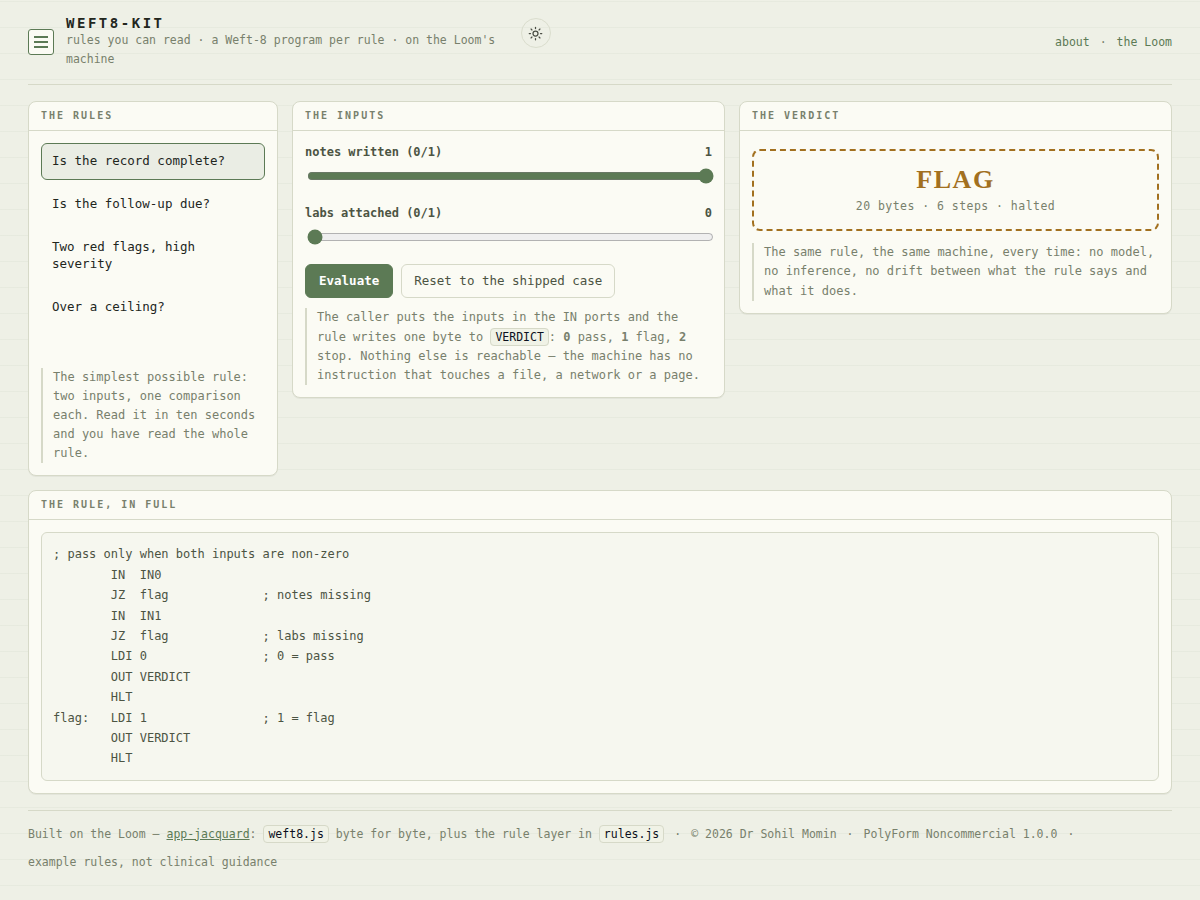 WEFT8-KIT
rules you can read · a Weft-8 program per rule · on the Loom's
machine
about · the Loom
THE RULES
Is the record complete?
Is the follow-up due?
Two red flags, high
severity
Over a ceiling?
The simplest possible rule:
two inputs, one comparison
each. Read it in ten seconds
and you have read the whole
rule.
THE INPUTS
notes written (0/1) 1
labs attached (0/1) 0
Evaluate Reset to the shipped case
The caller puts the inputs in the IN ports and the
rule writes one byte to VERDICT: 0 pass, 1 flag, 2
stop. Nothing else is reachable — the machine has no
instruction that touches a file, a network or a page.
THE VERDICT
FLAG
20 bytes · 6 steps · halted
The same rule, the same machine, every time: no model,
no inference, no drift between what the rule says and
what it does.
THE RULE, IN FULL
; pass only when both inputs are non-zero
IN IN0
JZ flag ; notes missing
IN IN1
JZ flag ; labs missing
LDI 0 ; 0 = pass
OUT VERDICT
HLT
flag: LDI 1 ; 1 = flag
OUT VERDICT
HLT
Built on the Loom — app-jacquard: weft8.js byte for byte, plus the rule layer in rules.js · © 2026 Dr Sohil Momin · PolyForm Noncommercial 1.0.0 ·
example rules, not clinical guidance